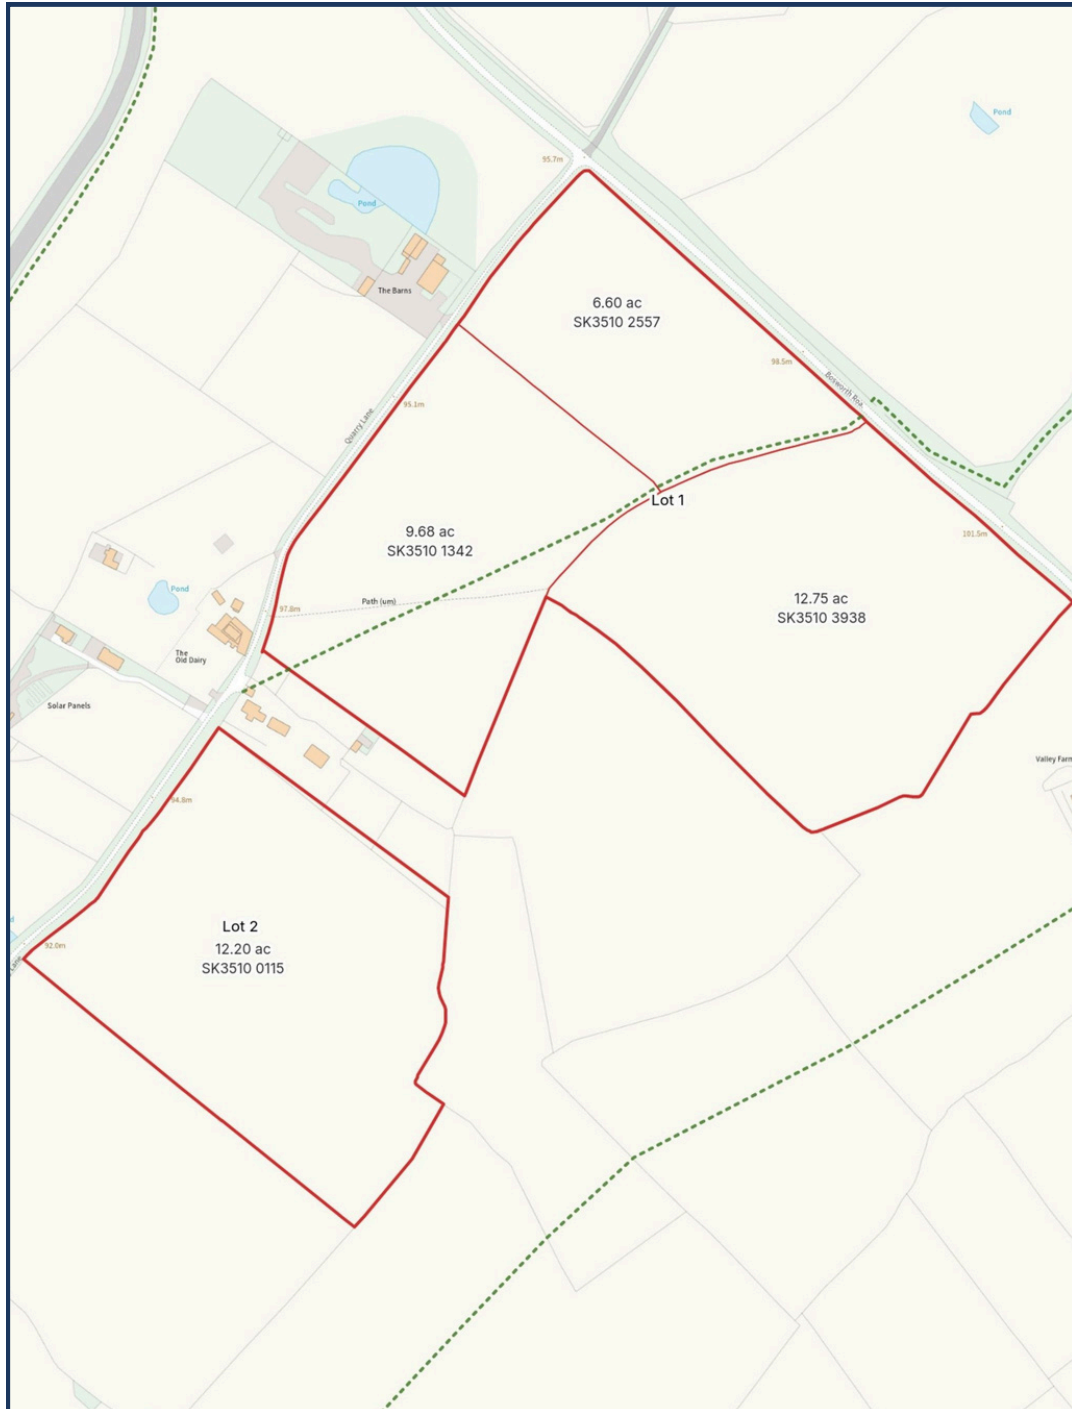 Pond
95.7m
Pond
The Barns
6.60 ac
SK3510 2557
98.5m
Bosworth Roa
95.1m
Quarry Lane
Lot 1
9.68 ac
SK3510 1342
101.5m
Pond
Path (um)
97.8m
12.75 ac
SK3510 3938
The
Old Dairy
Solar Panels
Valley Farm
94.8m
Lot 2
12.20 ac
SK3510 0115
92.0m
Lane